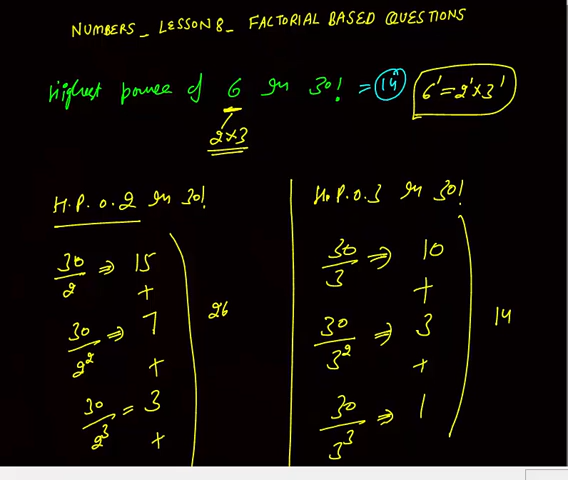 NUMBERS_ LESSON 8_ FACTORIAL BASED QUESTIONS
Highest power of 6 in 30! = 14
6¹ = 2¹ × 3¹
2 × 3
H.P.O.2 in 30!
30/2 ⇒ 15
+
30/2² ⇒ 7
+
30/2³ = 3
+
26
H.P.O.3 in 30!
30/3 ⇒ 10
+
30/3² ⇒ 3
+
30/3³ ⇒ 1
14